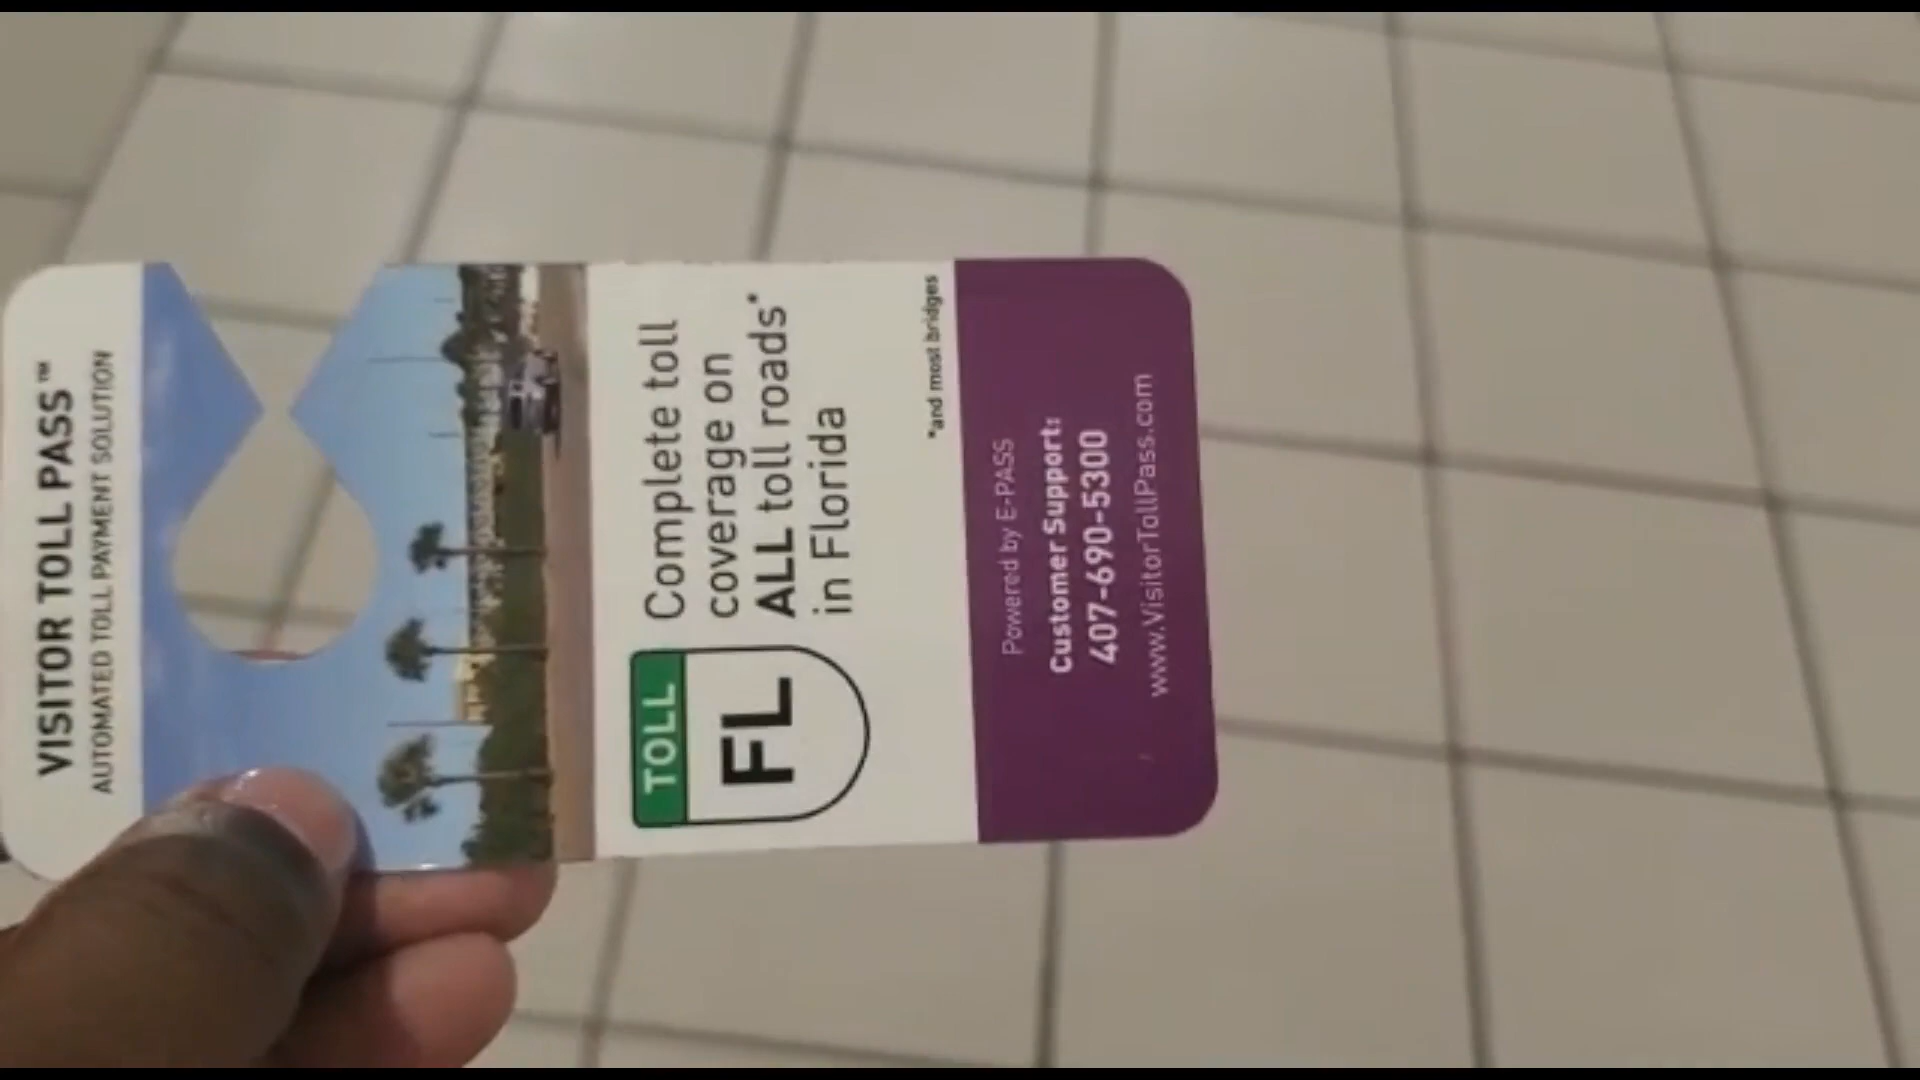 VISITOR TOLL PASS™
AUTOMATED TOLL PAYMENT SOLUTION
TOLL
FL
Complete toll
coverage on
ALL toll roads*
in Florida
*and most bridges
Powered by E-PASS
Customer Support:
407-690-5300
www.VisitorTollPass.com